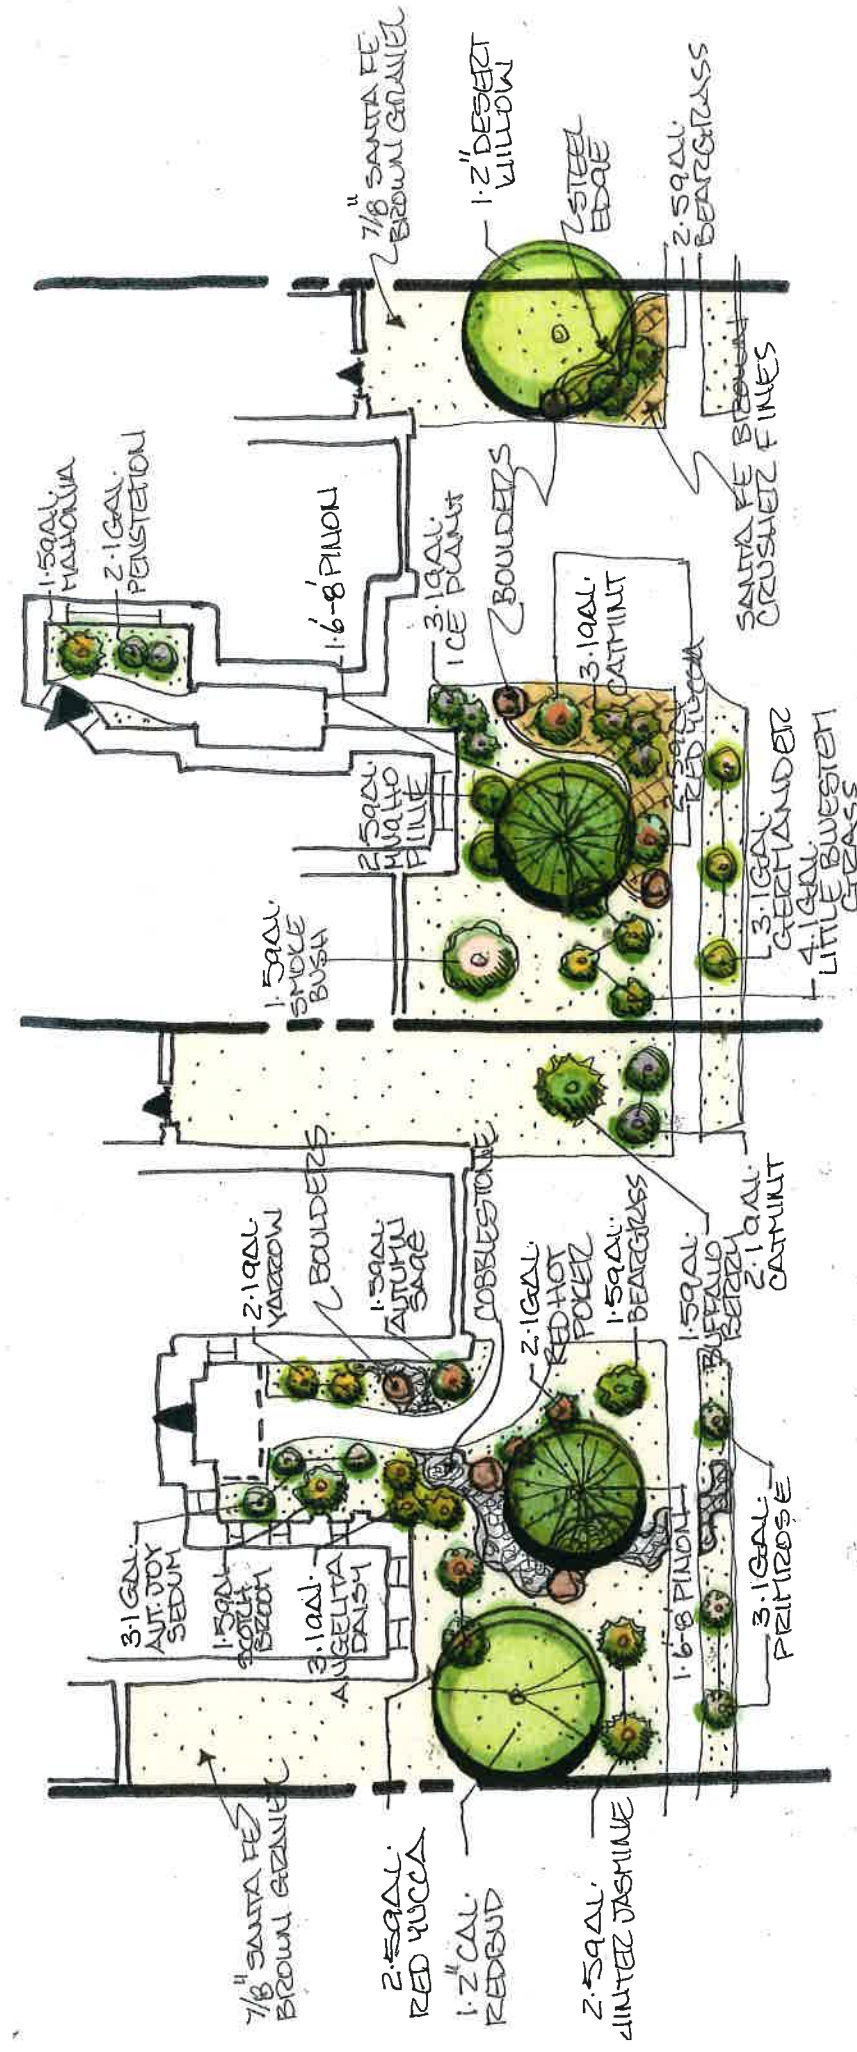 7/8" SANTA FE
BROWN GRAVEL
2·5GAL.
RED YUCCA
1·2" CAL.
REDBUD
2·5GAL.
WINTER JASMINE
3·1 GAL.
AUT. JOY
SEDUM
1·5GAL.
SCOTCH
BROOM
3·1GAL.
ANGELITA
DAISY
1·6-8' PINON
3·1GAL.
PRIMROSE
2·1GAL.
YARROW
BOULDERS
1·5GAL.
AUTUMN
SAGE
COBBLESTONE
2·1GAL.
RED HOT
POKER
1·5GAL.
BEARGRASS
1·5GAL.
BUFFALO
BERRY
2·1GAL.
CATMINT
1·5GAL.
SMOKE
BUSH
2·5GAL.
MUGHO
PINE
3·1GAL.
GERMANDER
4·1GAL.
LITTLE BLUESTEM
GRASS
1·5GAL.
MAHONIA
2·1GAL.
PENSTEMON
1·6-8' PINON
3·1GAL.
ICE PLANT
BOULDERS
3·1GAL.
CATMINT
2·5GAL.
RED YUCCA
SANTA FE BROWN
CRUSHER FINES
7/8" SANTA FE
BROWN GRAVEL
1·2" DESERT
WILLOW
STEEL
EDGE
2·5GAL.
BEARGRASS